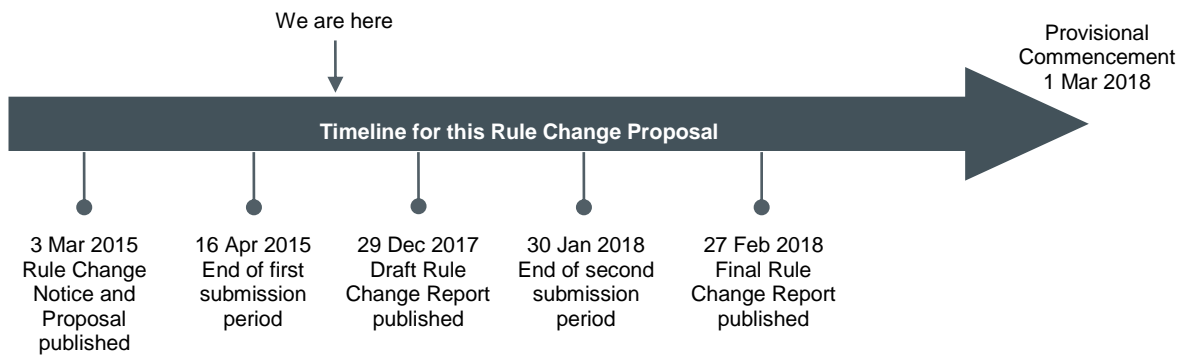 We are here
Provisional
Commencement
1 Mar 2018
Timeline for this Rule Change Proposal
3 Mar 2015
Rule Change
Notice and
Proposal
published
16 Apr 2015
End of first
submission
period
29 Dec 2017
Draft Rule
Change Report
published
30 Jan 2018
End of second
submission
period
27 Feb 2018
Final Rule
Change Report
published